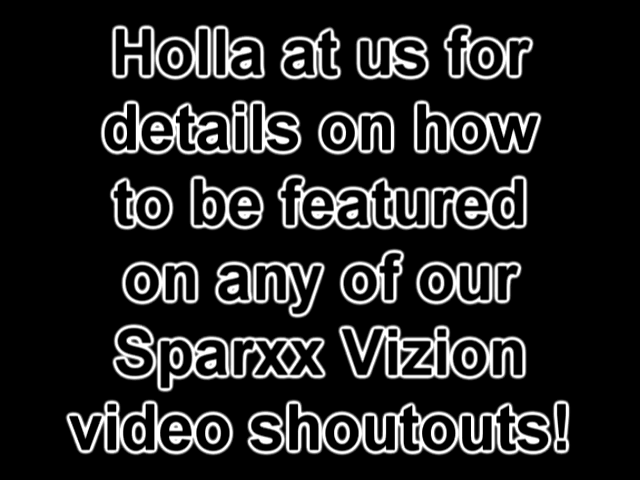 Holla at us for
details on how
to be featured
on any of our
Sparxx Vizion
video shoutouts!